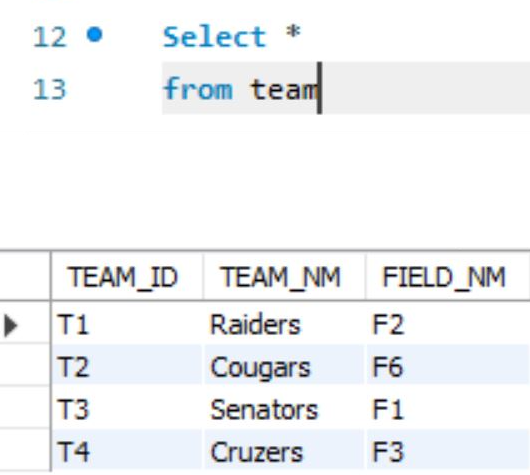 12 Select *
13 from team
TEAM_ID TEAM_NM FIELD_NM
T1 Raiders F2
T2 Cougars F6
T3 Senators F1
T4 Cruzers F3